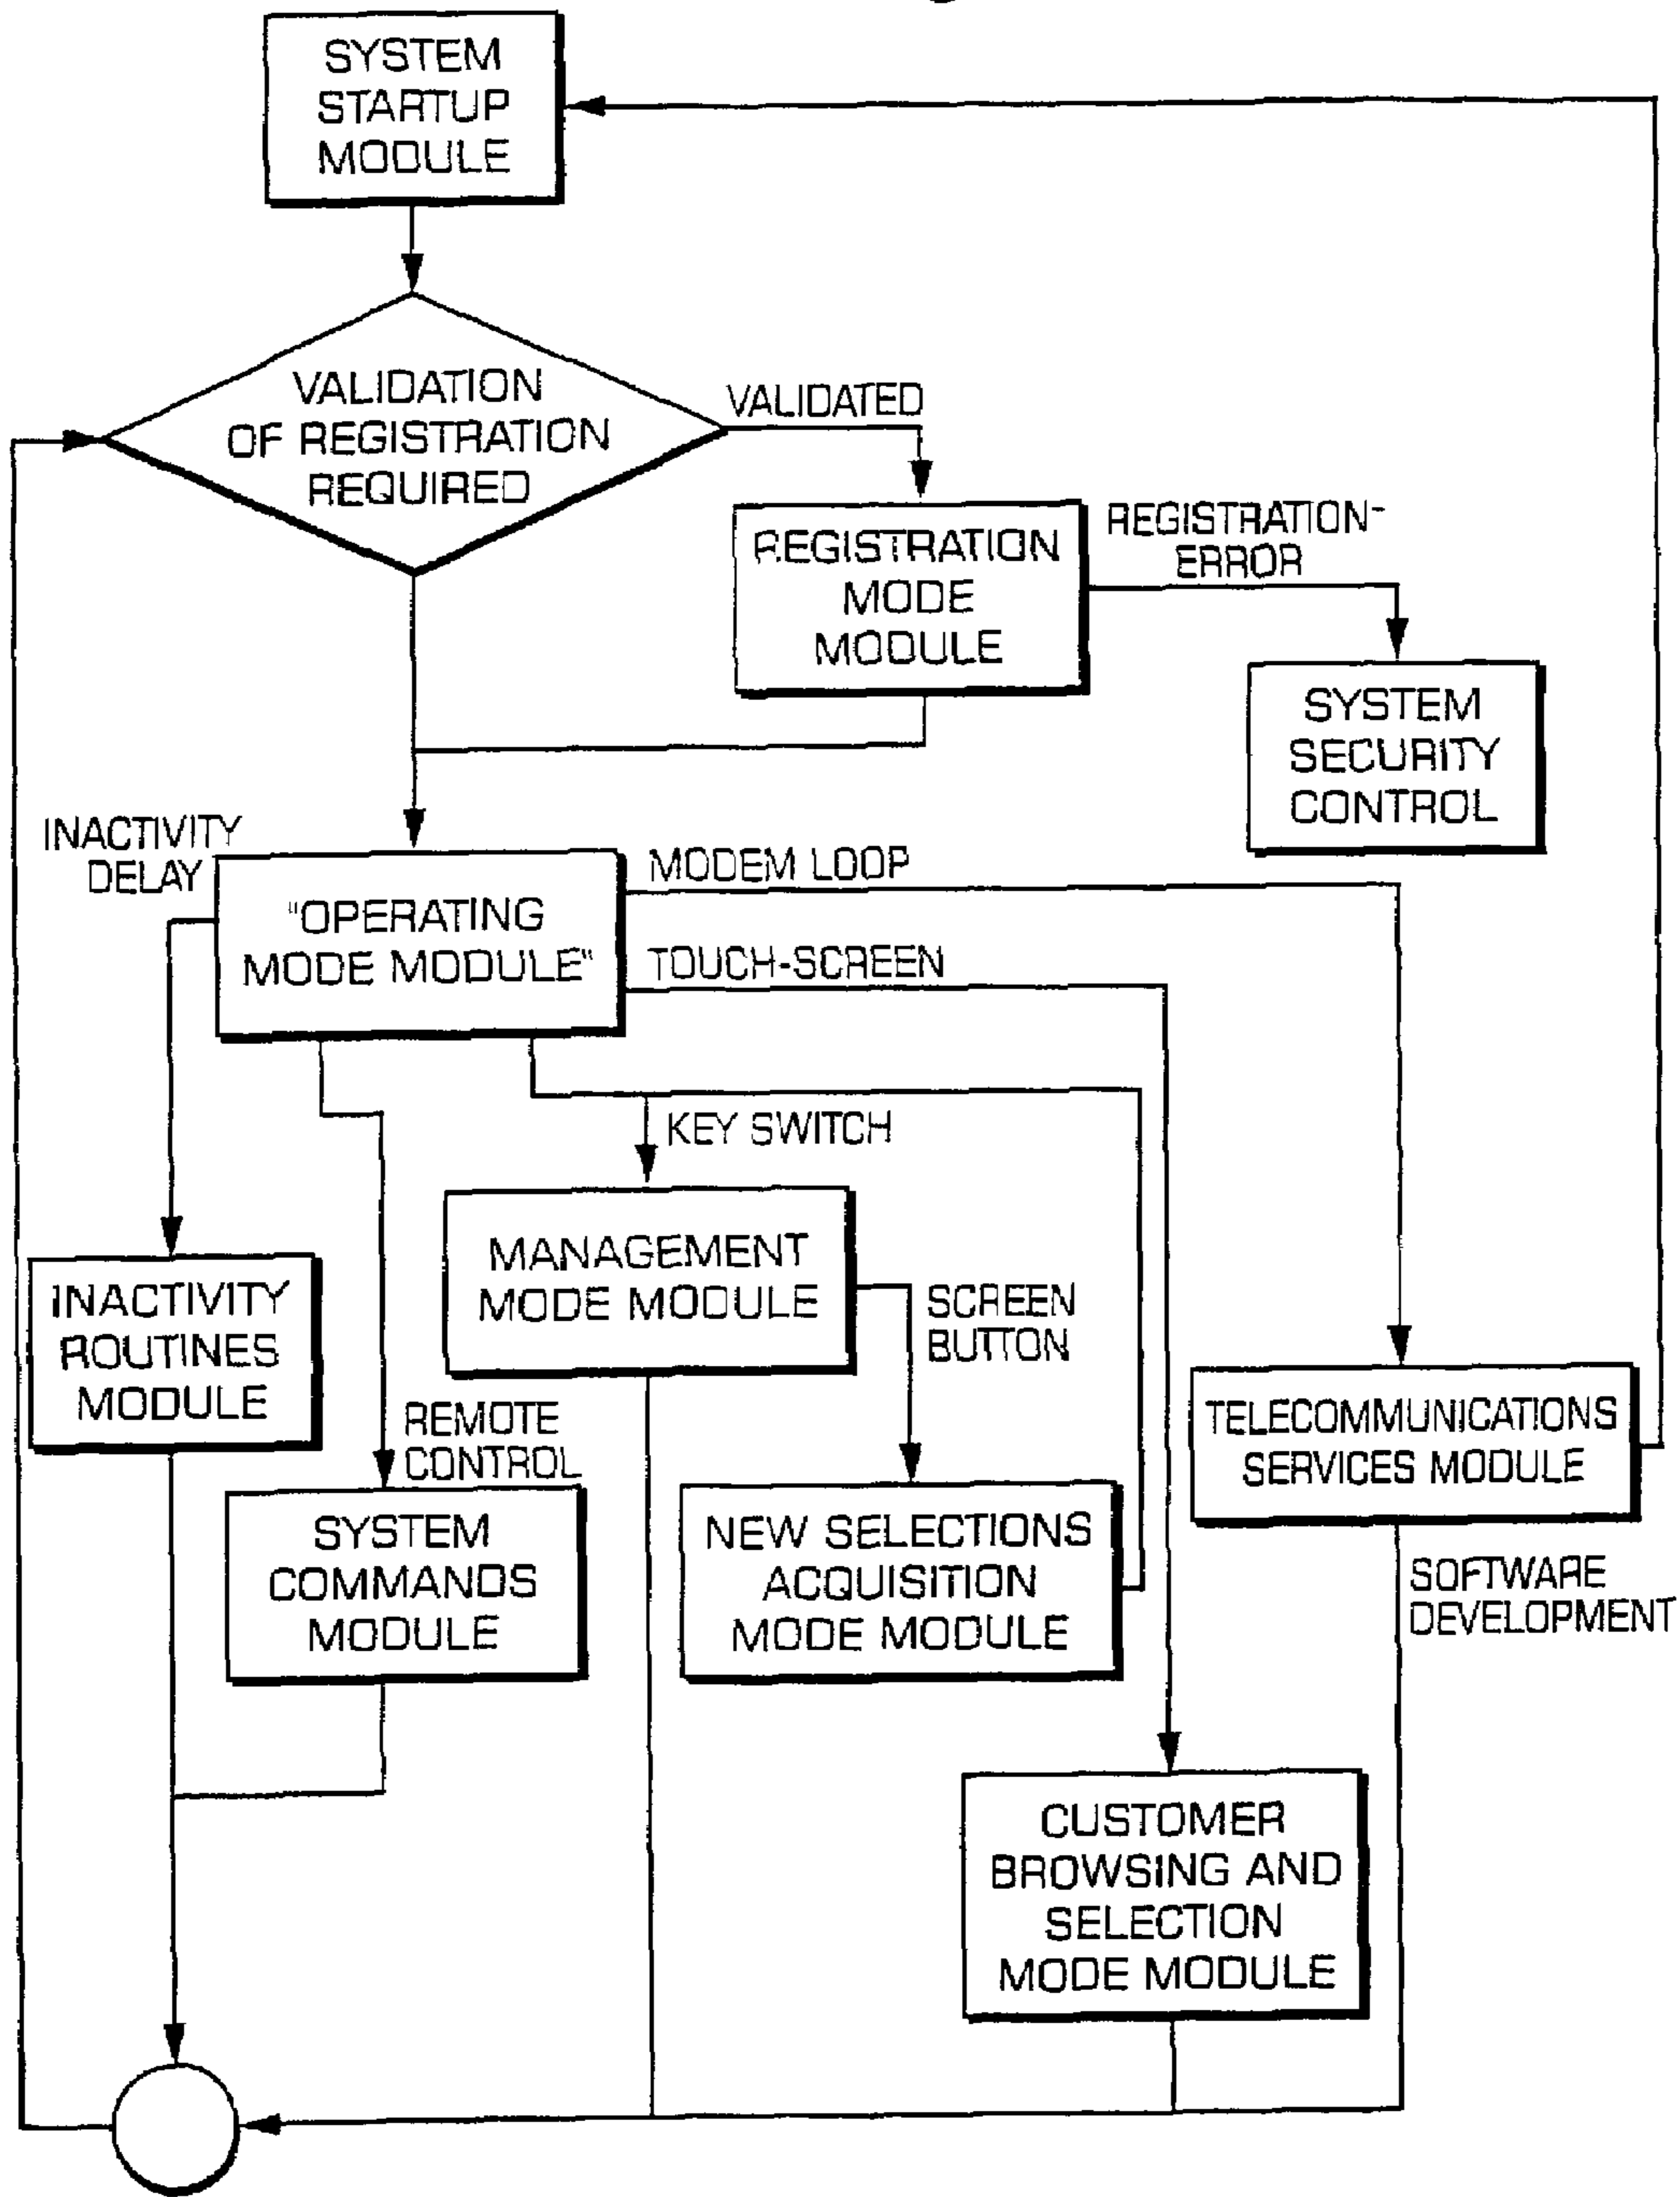 SYSTEM
STARTUP
MODULE
VALIDATION
OF REGISTRATION
REQUIRED
VALIDATED
REGISTRATION
MODE
MODULE
REGISTRATION-
ERROR
SYSTEM
SECURITY
CONTROL
INACTIVITY
DELAY
"OPERATING
MODE MODULE"
MODEM LOOP
TOUCH-SCREEN
KEY SWITCH
MANAGEMENT
MODE MODULE
SCREEN
BUTTON
INACTIVITY
ROUTINES
MODULE
REMOTE
CONTROL
TELECOMMUNICATIONS
SERVICES MODULE
SYSTEM
COMMANDS
MODULE
NEW SELECTIONS
ACQUISITION
MODE MODULE
SOFTWARE
DEVELOPMENT
CUSTOMER
BROWSING AND
SELECTION
MODE MODULE